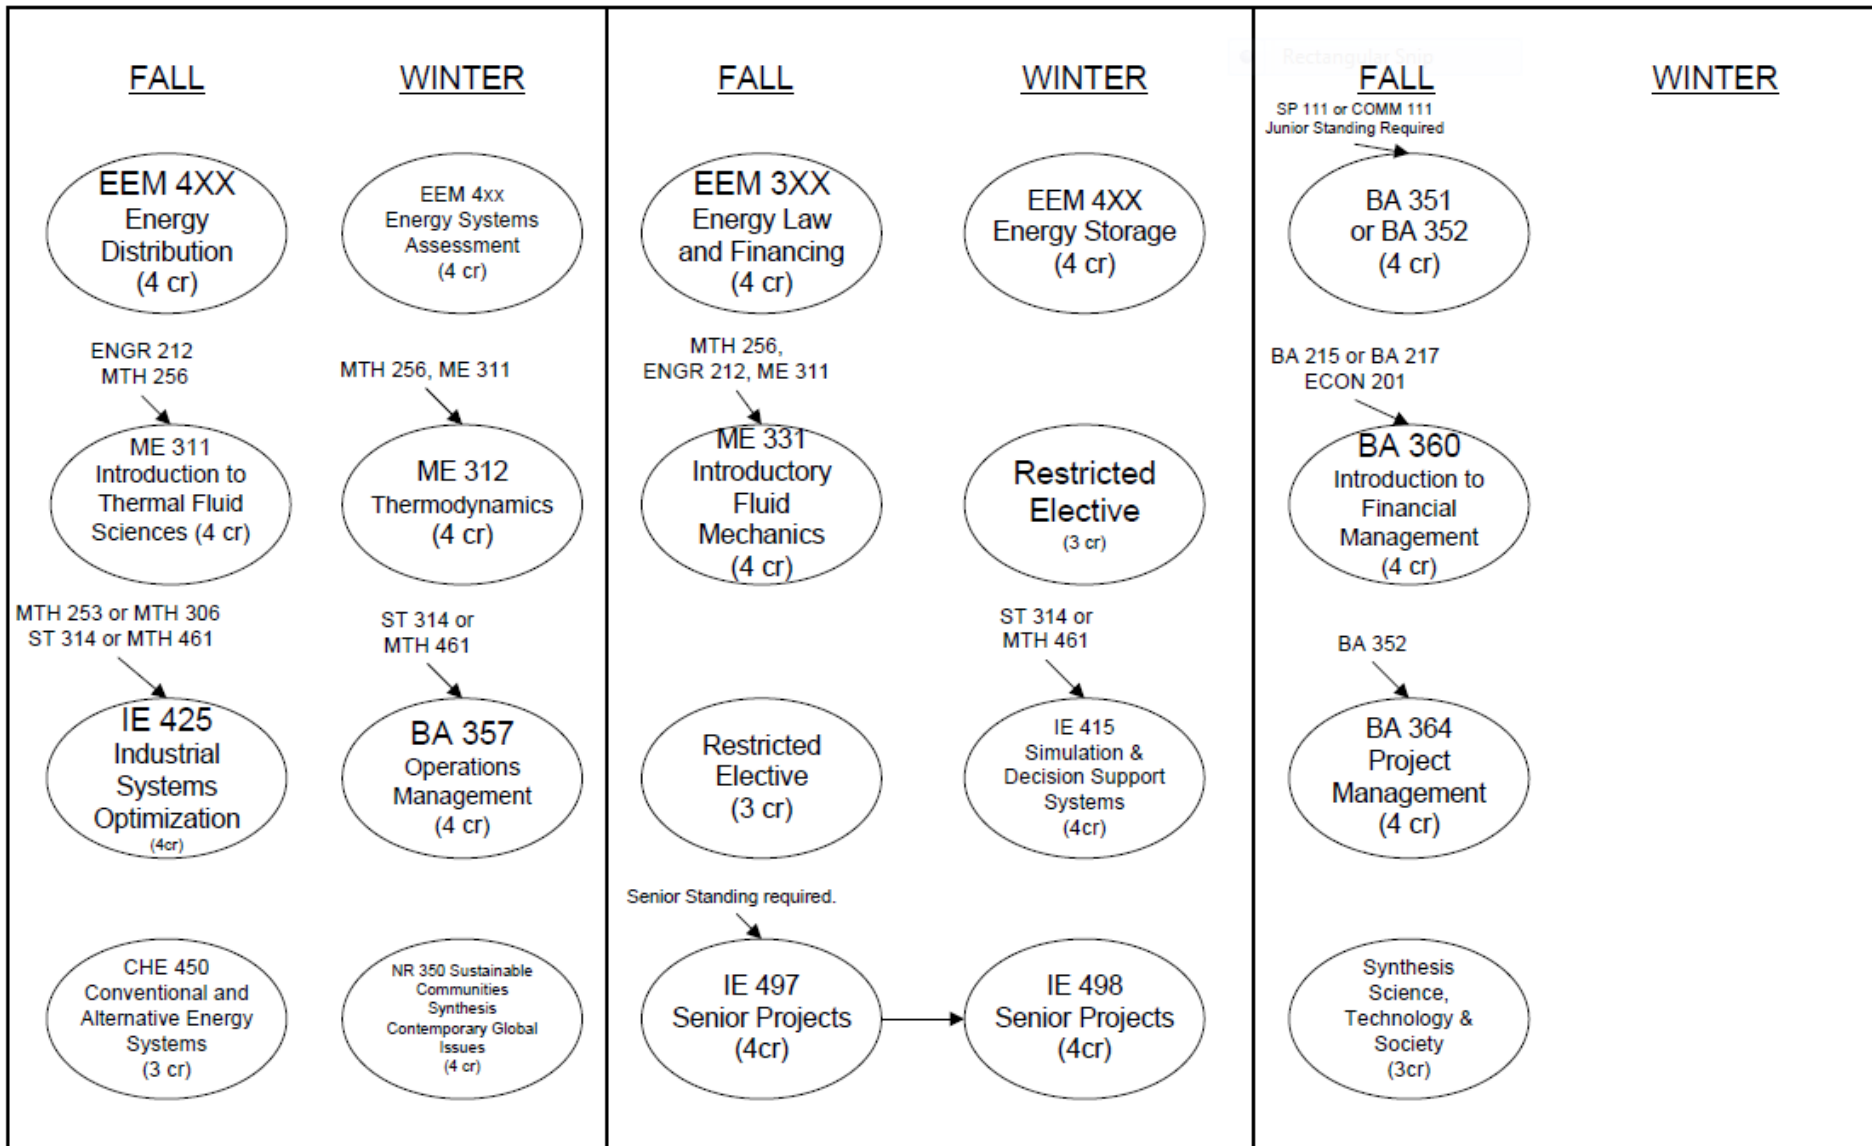 FALL
WINTER
FALL
WINTER
Rectangular Snip
FALL
WINTER
SP 111 or COMM 111
Junior Standing Required
EEM 4XX
Energy
Distribution
(4 cr)
EEM 4xx
Energy Systems
Assessment
(4 cr)
EEM 3XX
Energy Law
and Financing
(4 cr)
EEM 4XX
Energy Storage
(4 cr)
BA 351
or BA 352
(4 cr)
ENGR 212
MTH 256
MTH 256, ME 311
MTH 256,
ENGR 212, ME 311
BA 215 or BA 217
ECON 201
ME 311
Introduction to
Thermal Fluid
Sciences (4 cr)
ME 312
Thermodynamics
(4 cr)
ME 331
Introductory
Fluid
Mechanics
(4 cr)
Restricted
Elective
(3 cr)
BA 360
Introduction to
Financial
Management
(4 cr)
MTH 253 or MTH 306
ST 314 or MTH 461
ST 314 or
MTH 461
ST 314 or
MTH 461
BA 352
IE 425
Industrial
Systems
Optimization
(4cr)
BA 357
Operations
Management
(4 cr)
Restricted
Elective
(3 cr)
IE 415
Simulation &
Decision Support
Systems
(4cr)
BA 364
Project
Management
(4 cr)
Senior Standing required.
CHE 450
Conventional and
Alternative Energy
Systems
(3 cr)
NR 350 Sustainable
Communities
Synthesis
Contemporary Global
Issues
(4 cr)
IE 497
Senior Projects
(4cr)
IE 498
Senior Projects
(4cr)
Synthesis
Science,
Technology &
Society
(3cr)